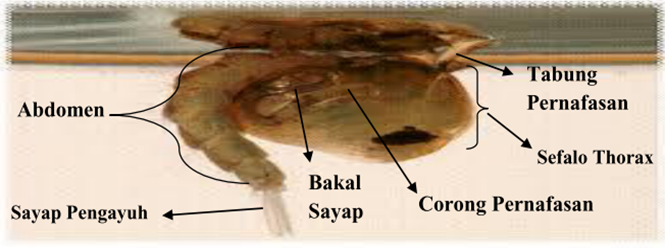 Tabung
Pernafasan
Abdomen
Sefalo Thorax
Bakal
Sayap
Corong Pernafasan
Sayap Pengayuh